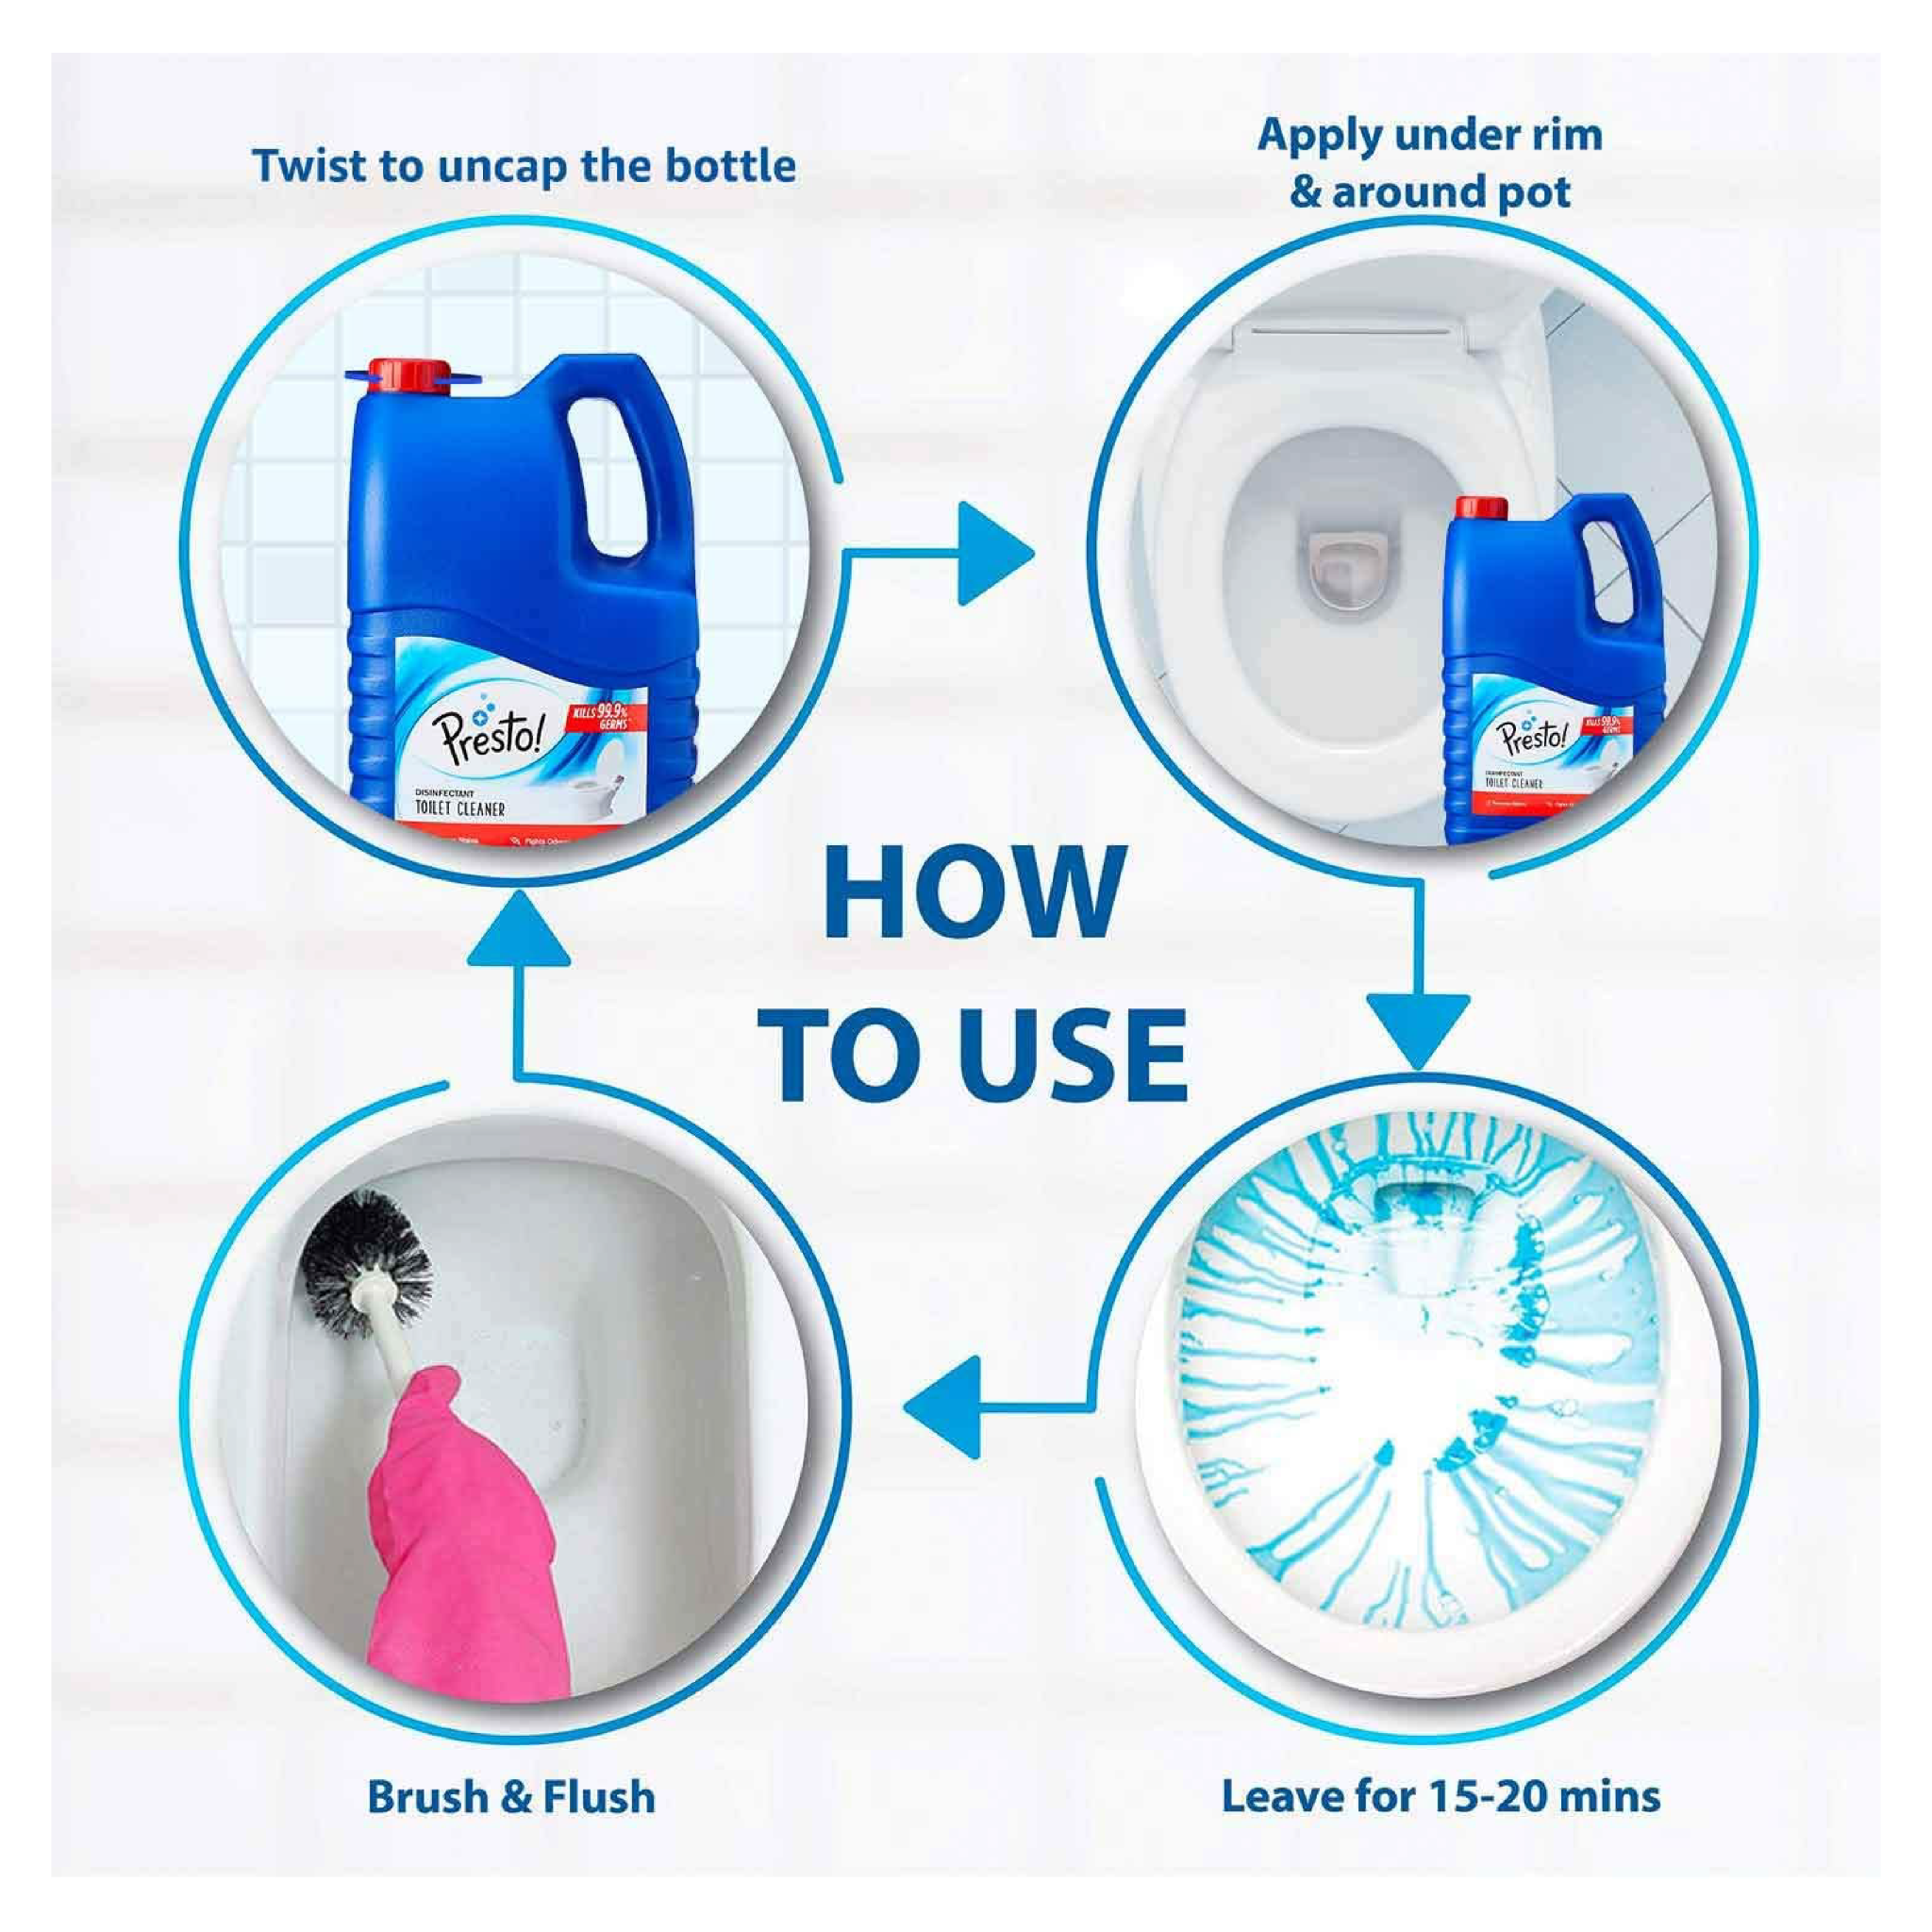 Twist to uncap the bottle
Apply under rim
& around pot
Presto!
KILLS 99.9%
GERMS
DISINFECTANT
TOILET CLEANER
Fights
Presto!
KILLS 99.9%
GERMS
DISINFECTANT
TOILET CLEANER
HOW
TO USE
Brush & Flush
Leave for 15-20 mins